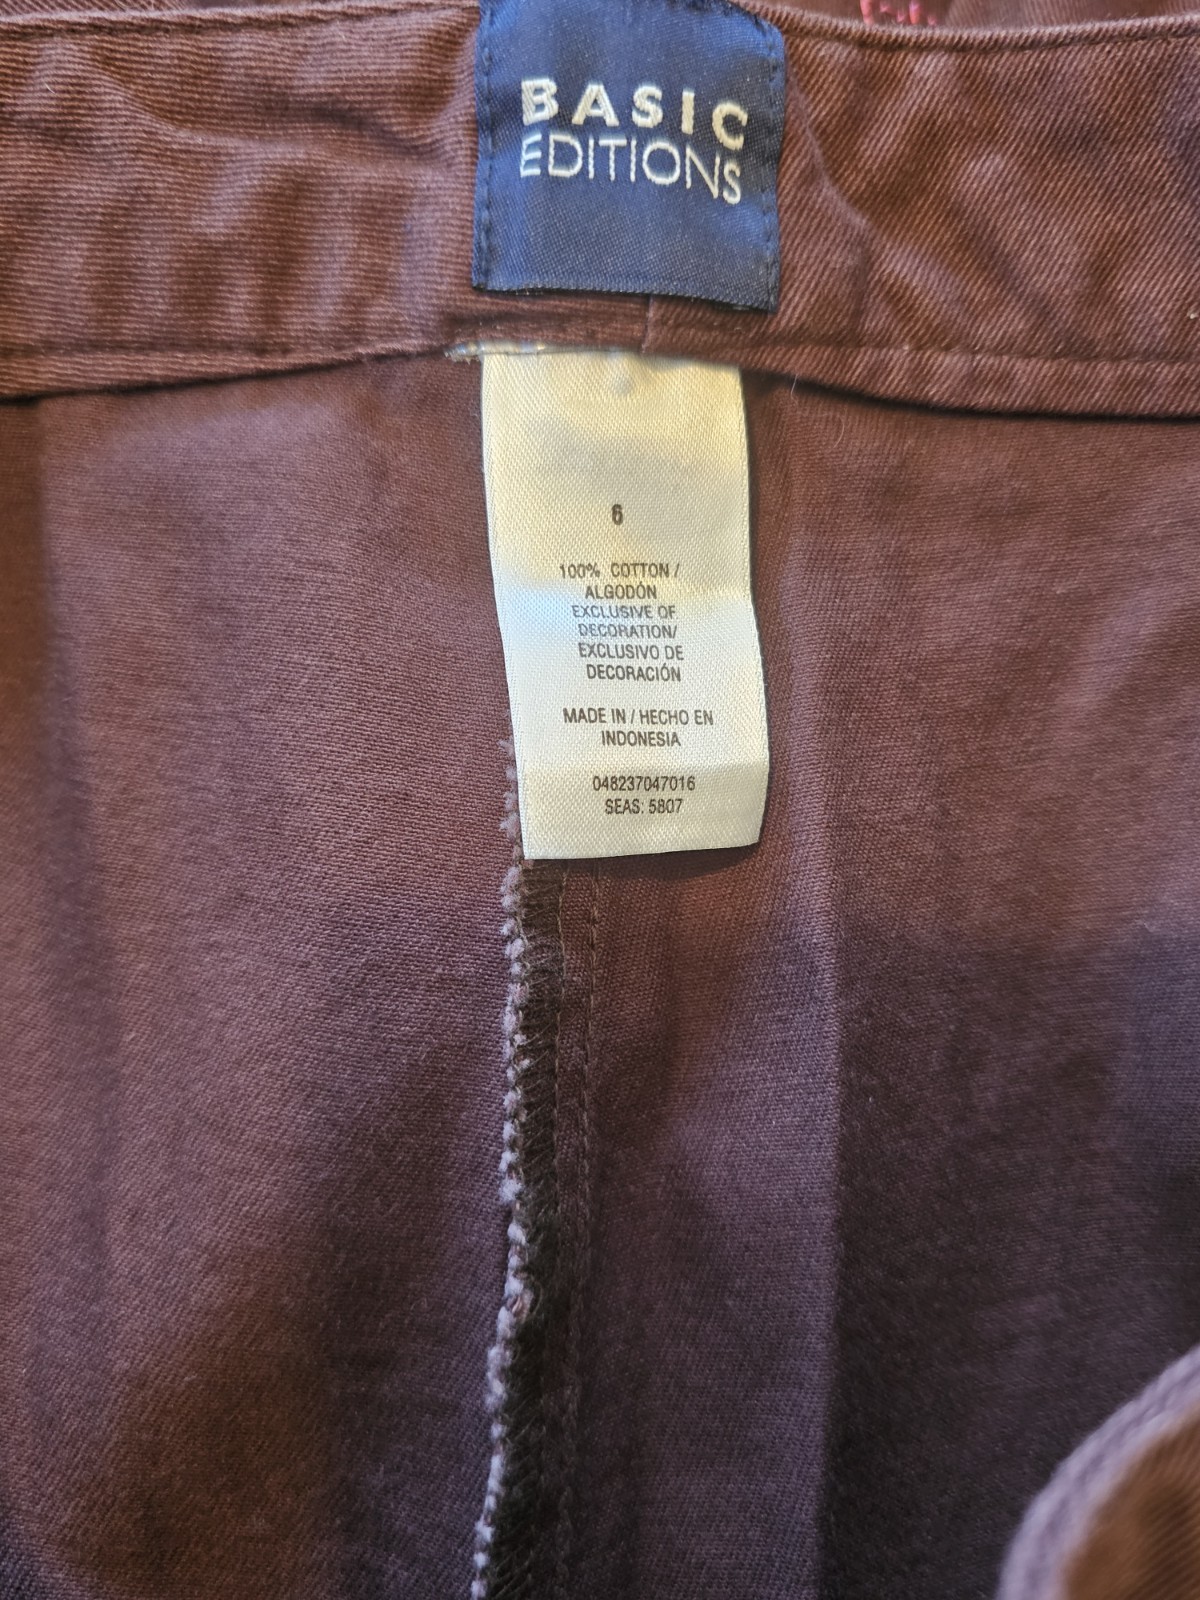 BASIC
EDITIONS
6
100% COTTON /
ALGODÓN
EXCLUSIVE OF
DECORATION/
EXCLUSIVO DE
DECORACIÓN
MADE IN / HECHO EN
INDONESIA
048237047016
SEAS: 5807